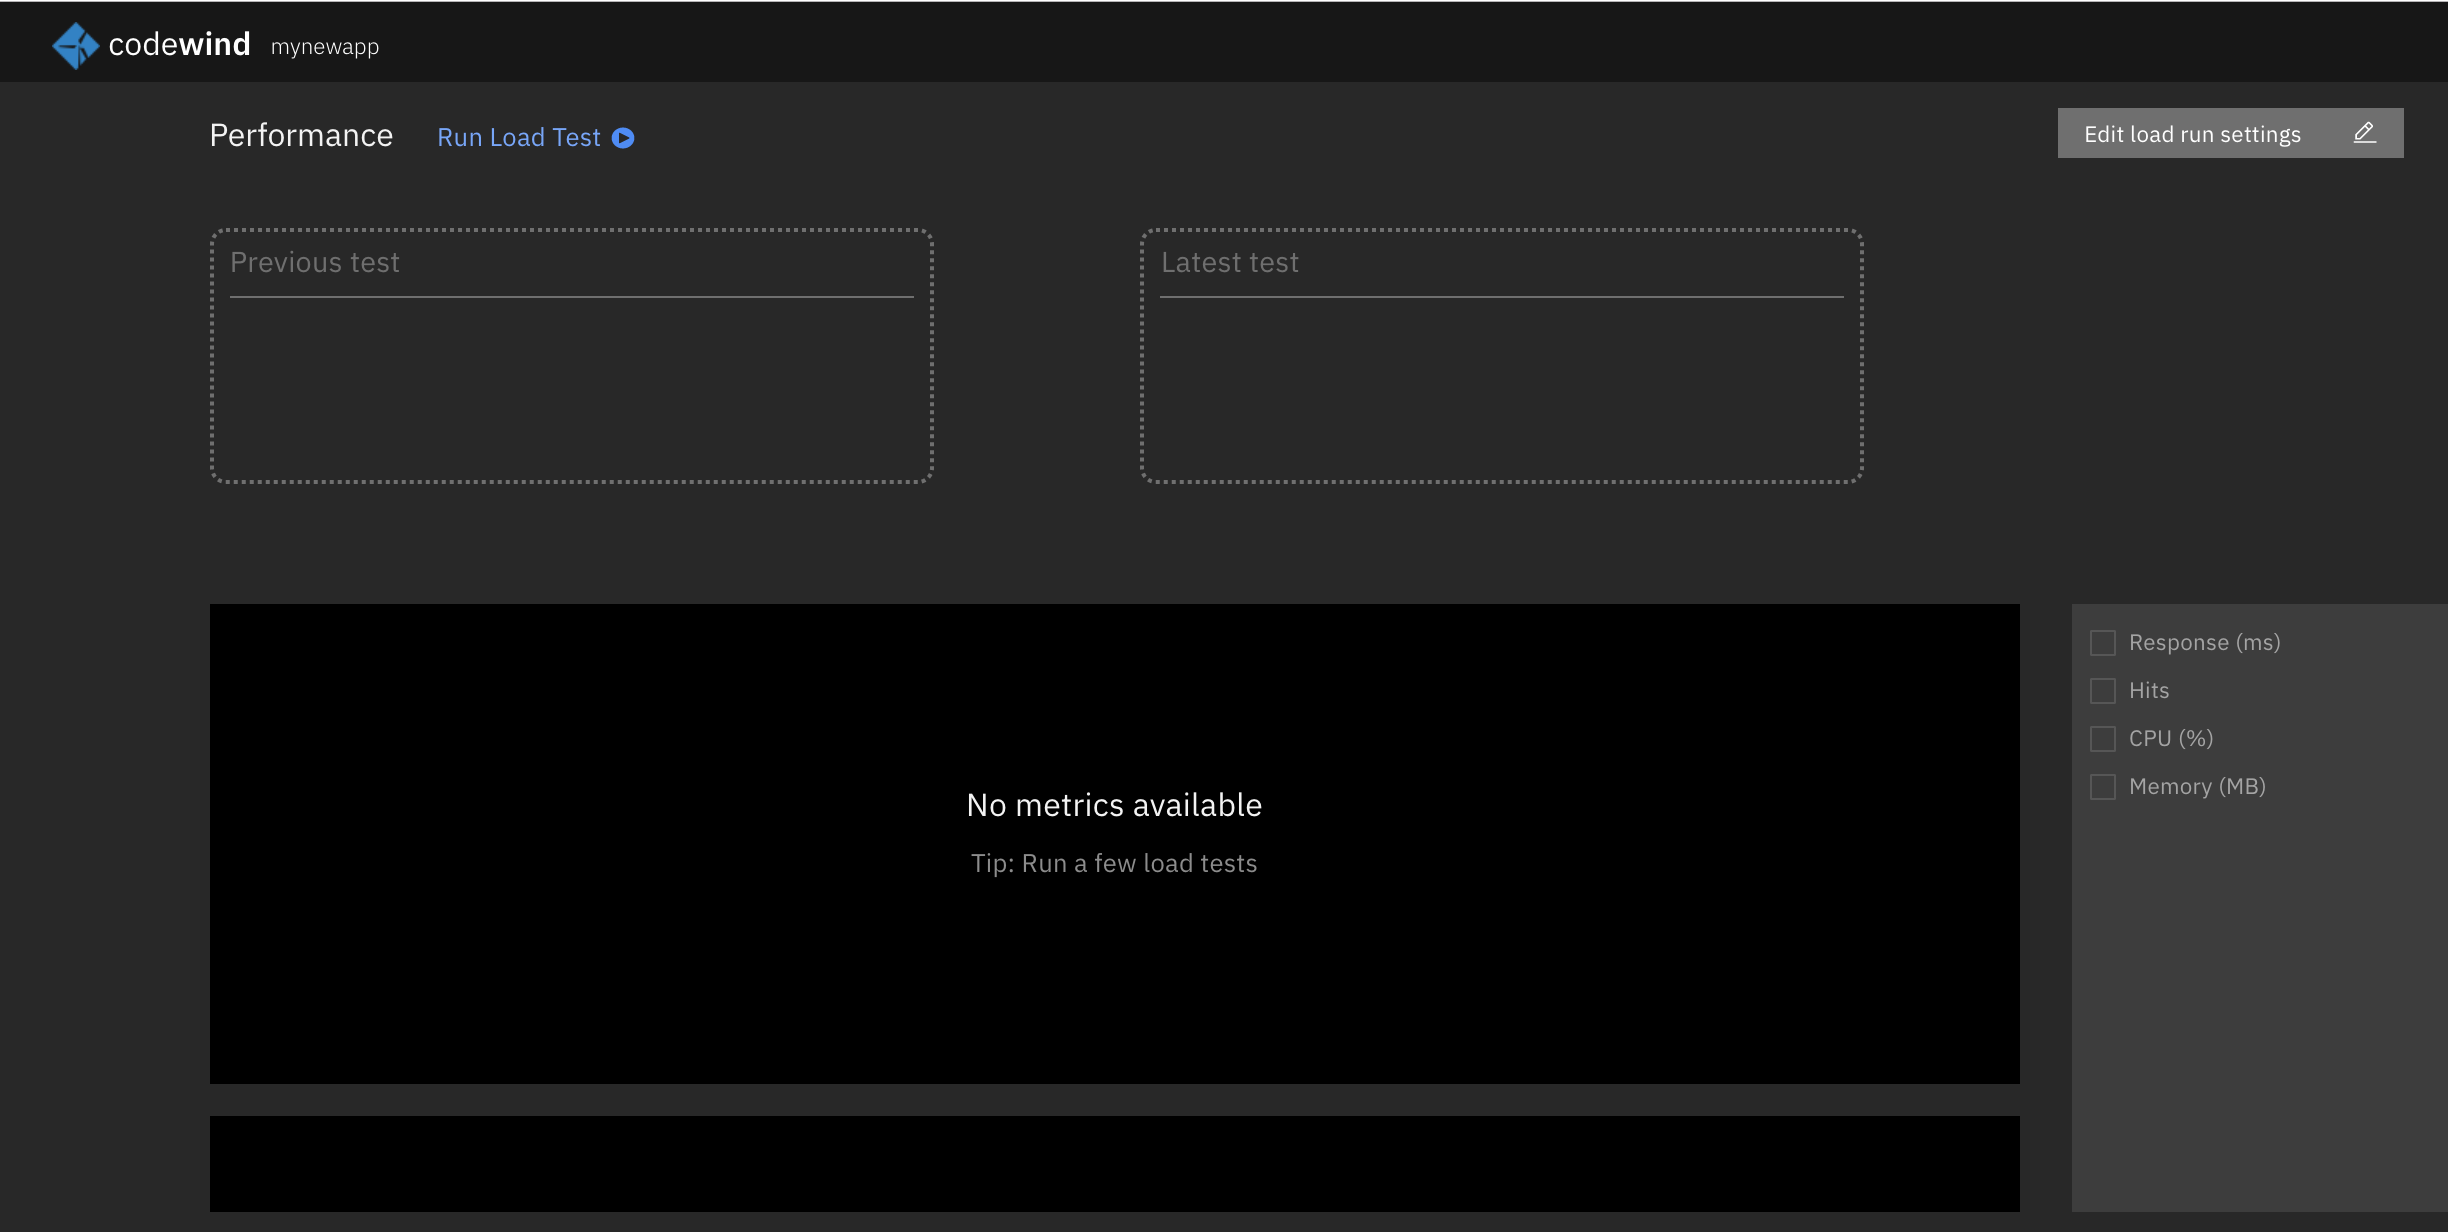 codewind mynewapp
Performance Run Load Test
Edit load run settings
Previous test
Latest test
No metrics available
Tip: Run a few load tests
Response (ms)
Hits
CPU (%)
Memory (MB)